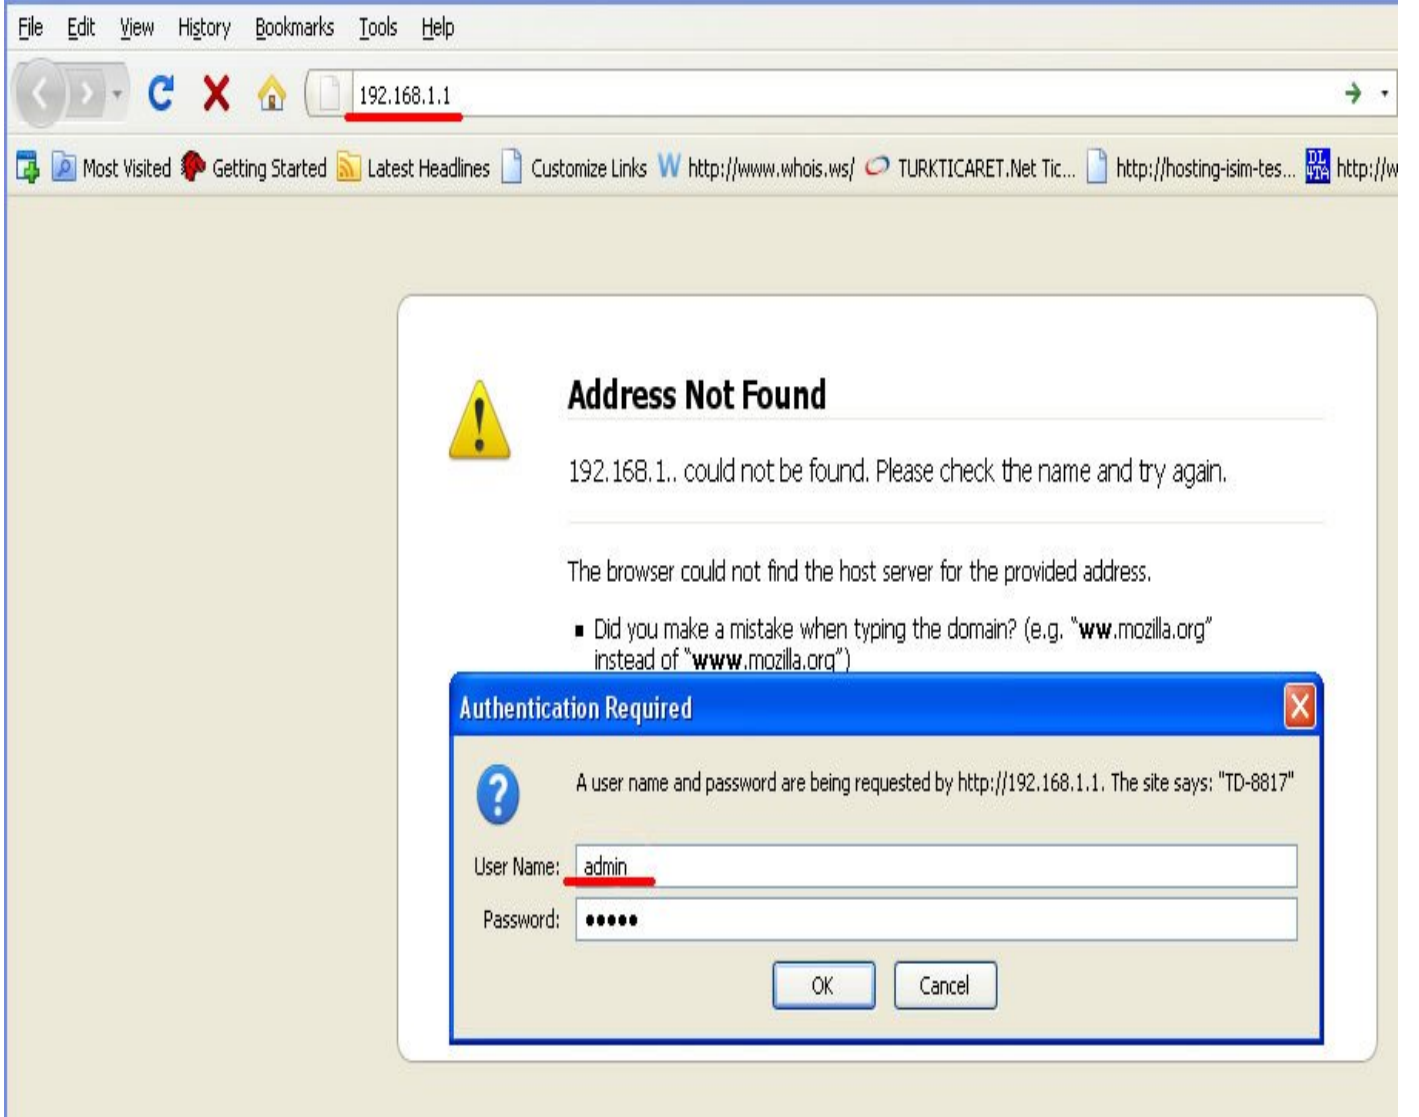 File Edit View History Bookmarks Tools Help
192.168.1.1
Most Visited Getting Started Latest Headlines Customize Links W http://www.whois.ws/ TURKTICARET.Net Tic... http://hosting-isim-tes... DL4TA http://w
Address Not Found
192.168.1.. could not be found. Please check the name and try again.
The browser could not find the host server for the provided address.
▪ Did you make a mistake when typing the domain? (e.g. "ww.mozilla.org"
instead of "www.mozilla.org")
Authentication Required
? A user name and password are being requested by http://192.168.1.1. The site says: "TD-8817"
User Name: admin
Password: •••••
OK Cancel